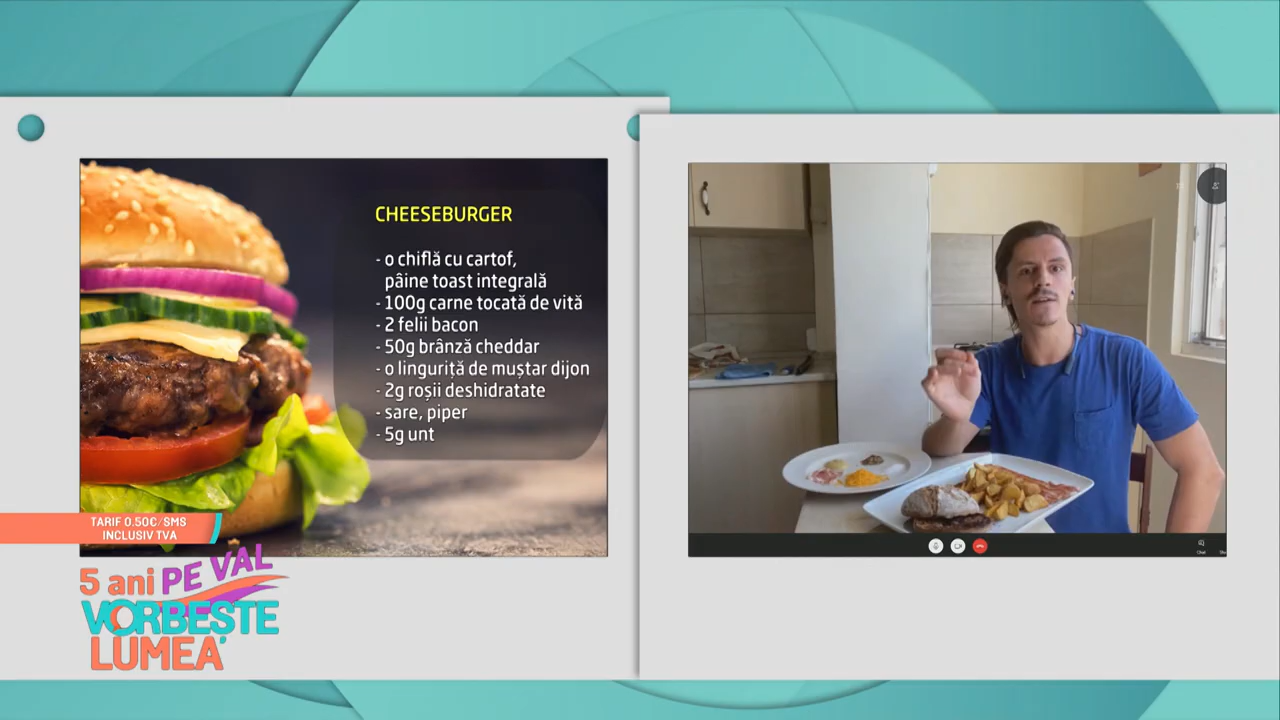 CHEESEBURGER
- o chiflă cu cartof,
pâine toast integrală
- 100g carne tocată de vită
- 2 felii bacon
- 50g brânză cheddar
- o linguriță de muștar dijon
- 2g roșii deshidratate
- sare, piper
- 5g unt
TARIF 0.50€/SMS
INCLUSIV TVA
5 ani PE VAL
VORBEȘTE
LUMEA
Chat